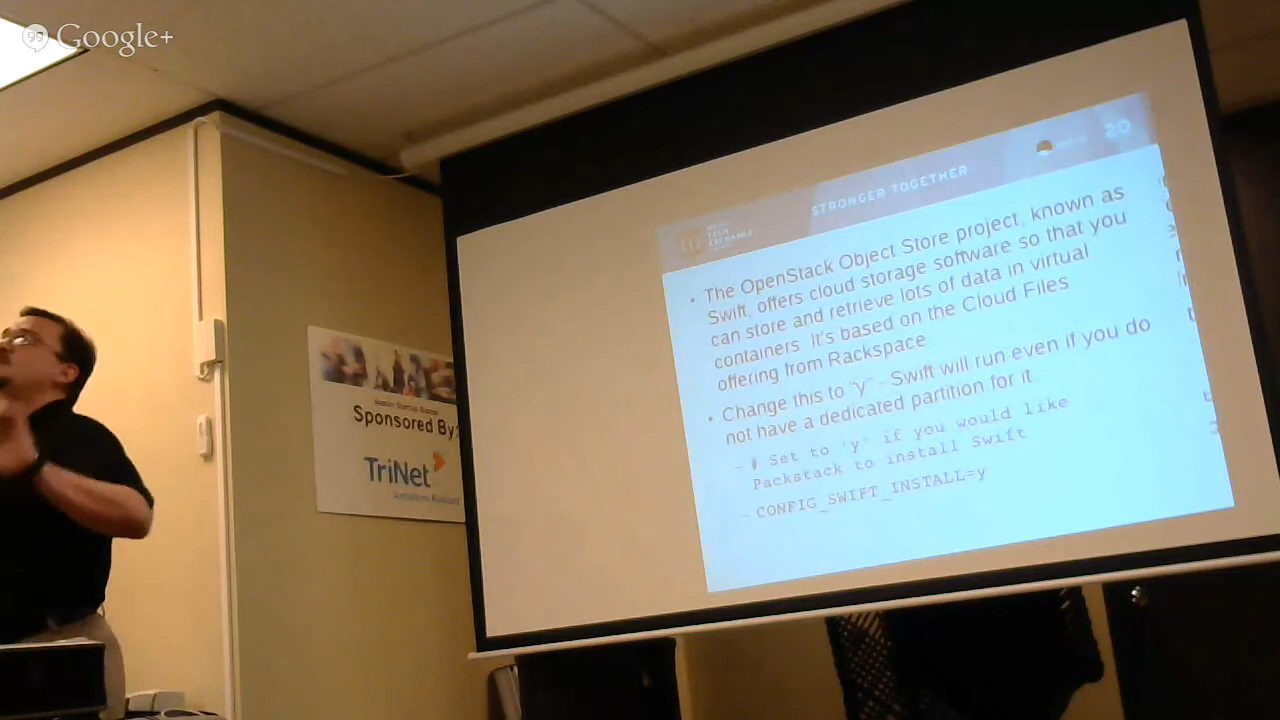 Google+
20
STRONGER TOGETHER
TECH
EXCHANGE
• The OpenStack Object Store project, known as
Swift, offers cloud storage software so that you
can store and retrieve lots of data in virtual
containers. It's based on the Cloud Files
offering from Rackspace
• Change this to "y" - Swift will run even if you do
not have a dedicated partition for it.
– # Set to 'y' if you would like
Packstack to install Swift
– CONFIG_SWIFT_INSTALL=y
Sponsored By:
TriNet